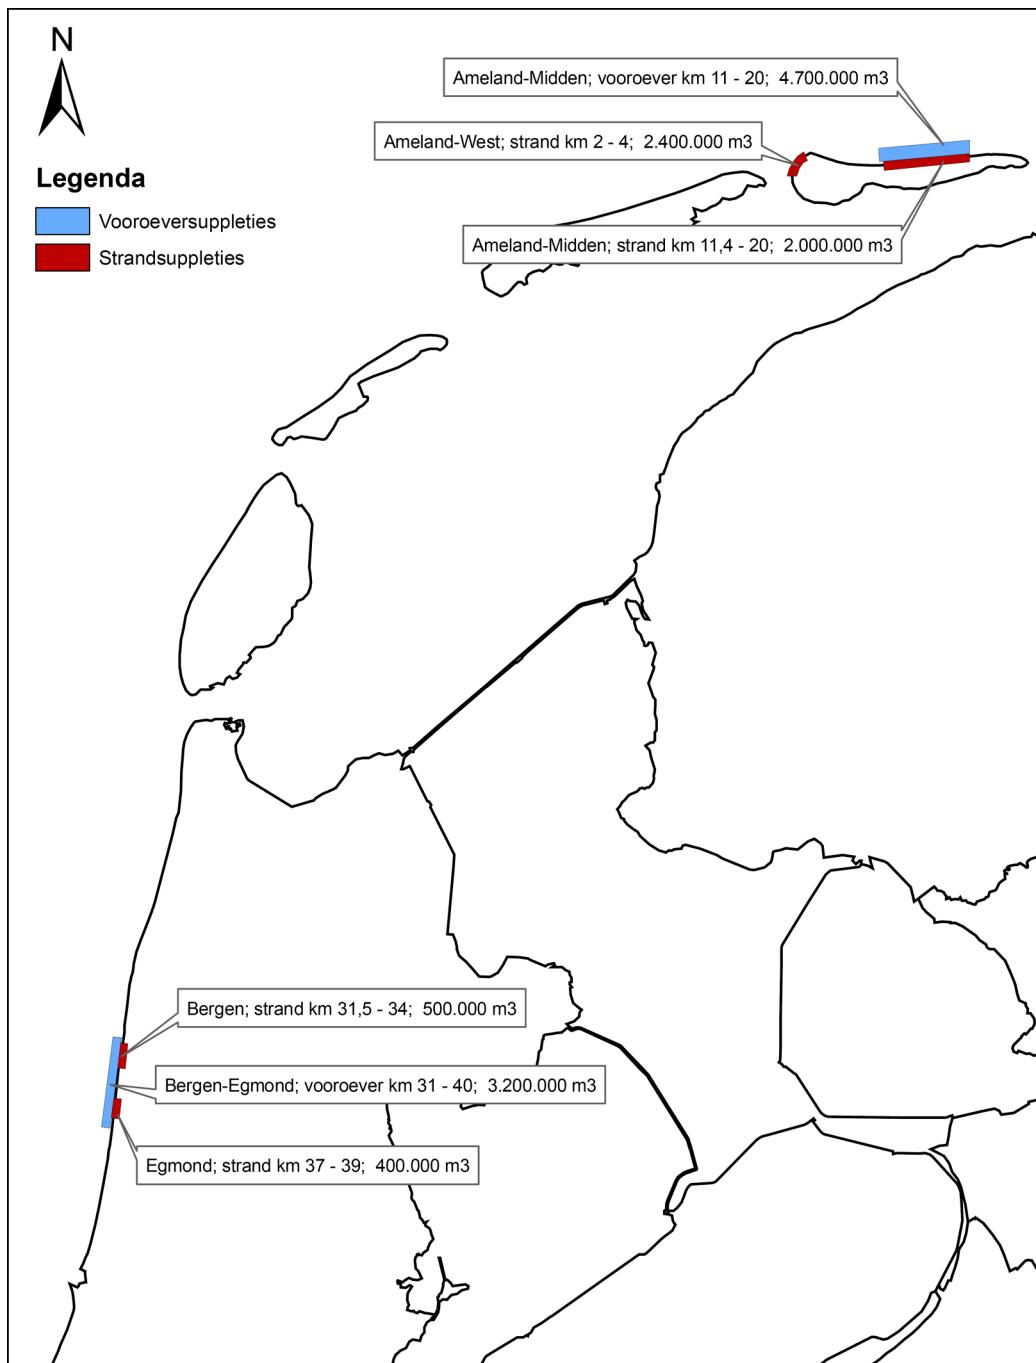 N
Ameland-Midden; vooroever km 11 - 20;  4.700.000 m3
Ameland-West; strand km 2 - 4;  2.400.000 m3
Legenda
Vooroeversuppleties
Strandsuppleties
Ameland-Midden; strand km 11,4 - 20;  2.000.000 m3
Bergen; strand km 31,5 - 34;  500.000 m3
Bergen-Egmond; vooroever km 31 - 40;  3.200.000 m3
Egmond; strand km 37 - 39;  400.000 m3